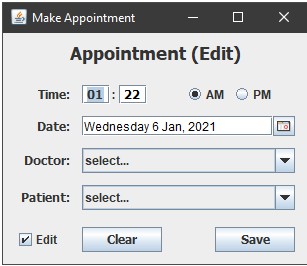 Make Appointment
Appointment (Edit)
Time: 01 : 22 AM PM
Date: Wednesday 6 Jan, 2021
Doctor: select...
Patient: select...
Edit Clear Save